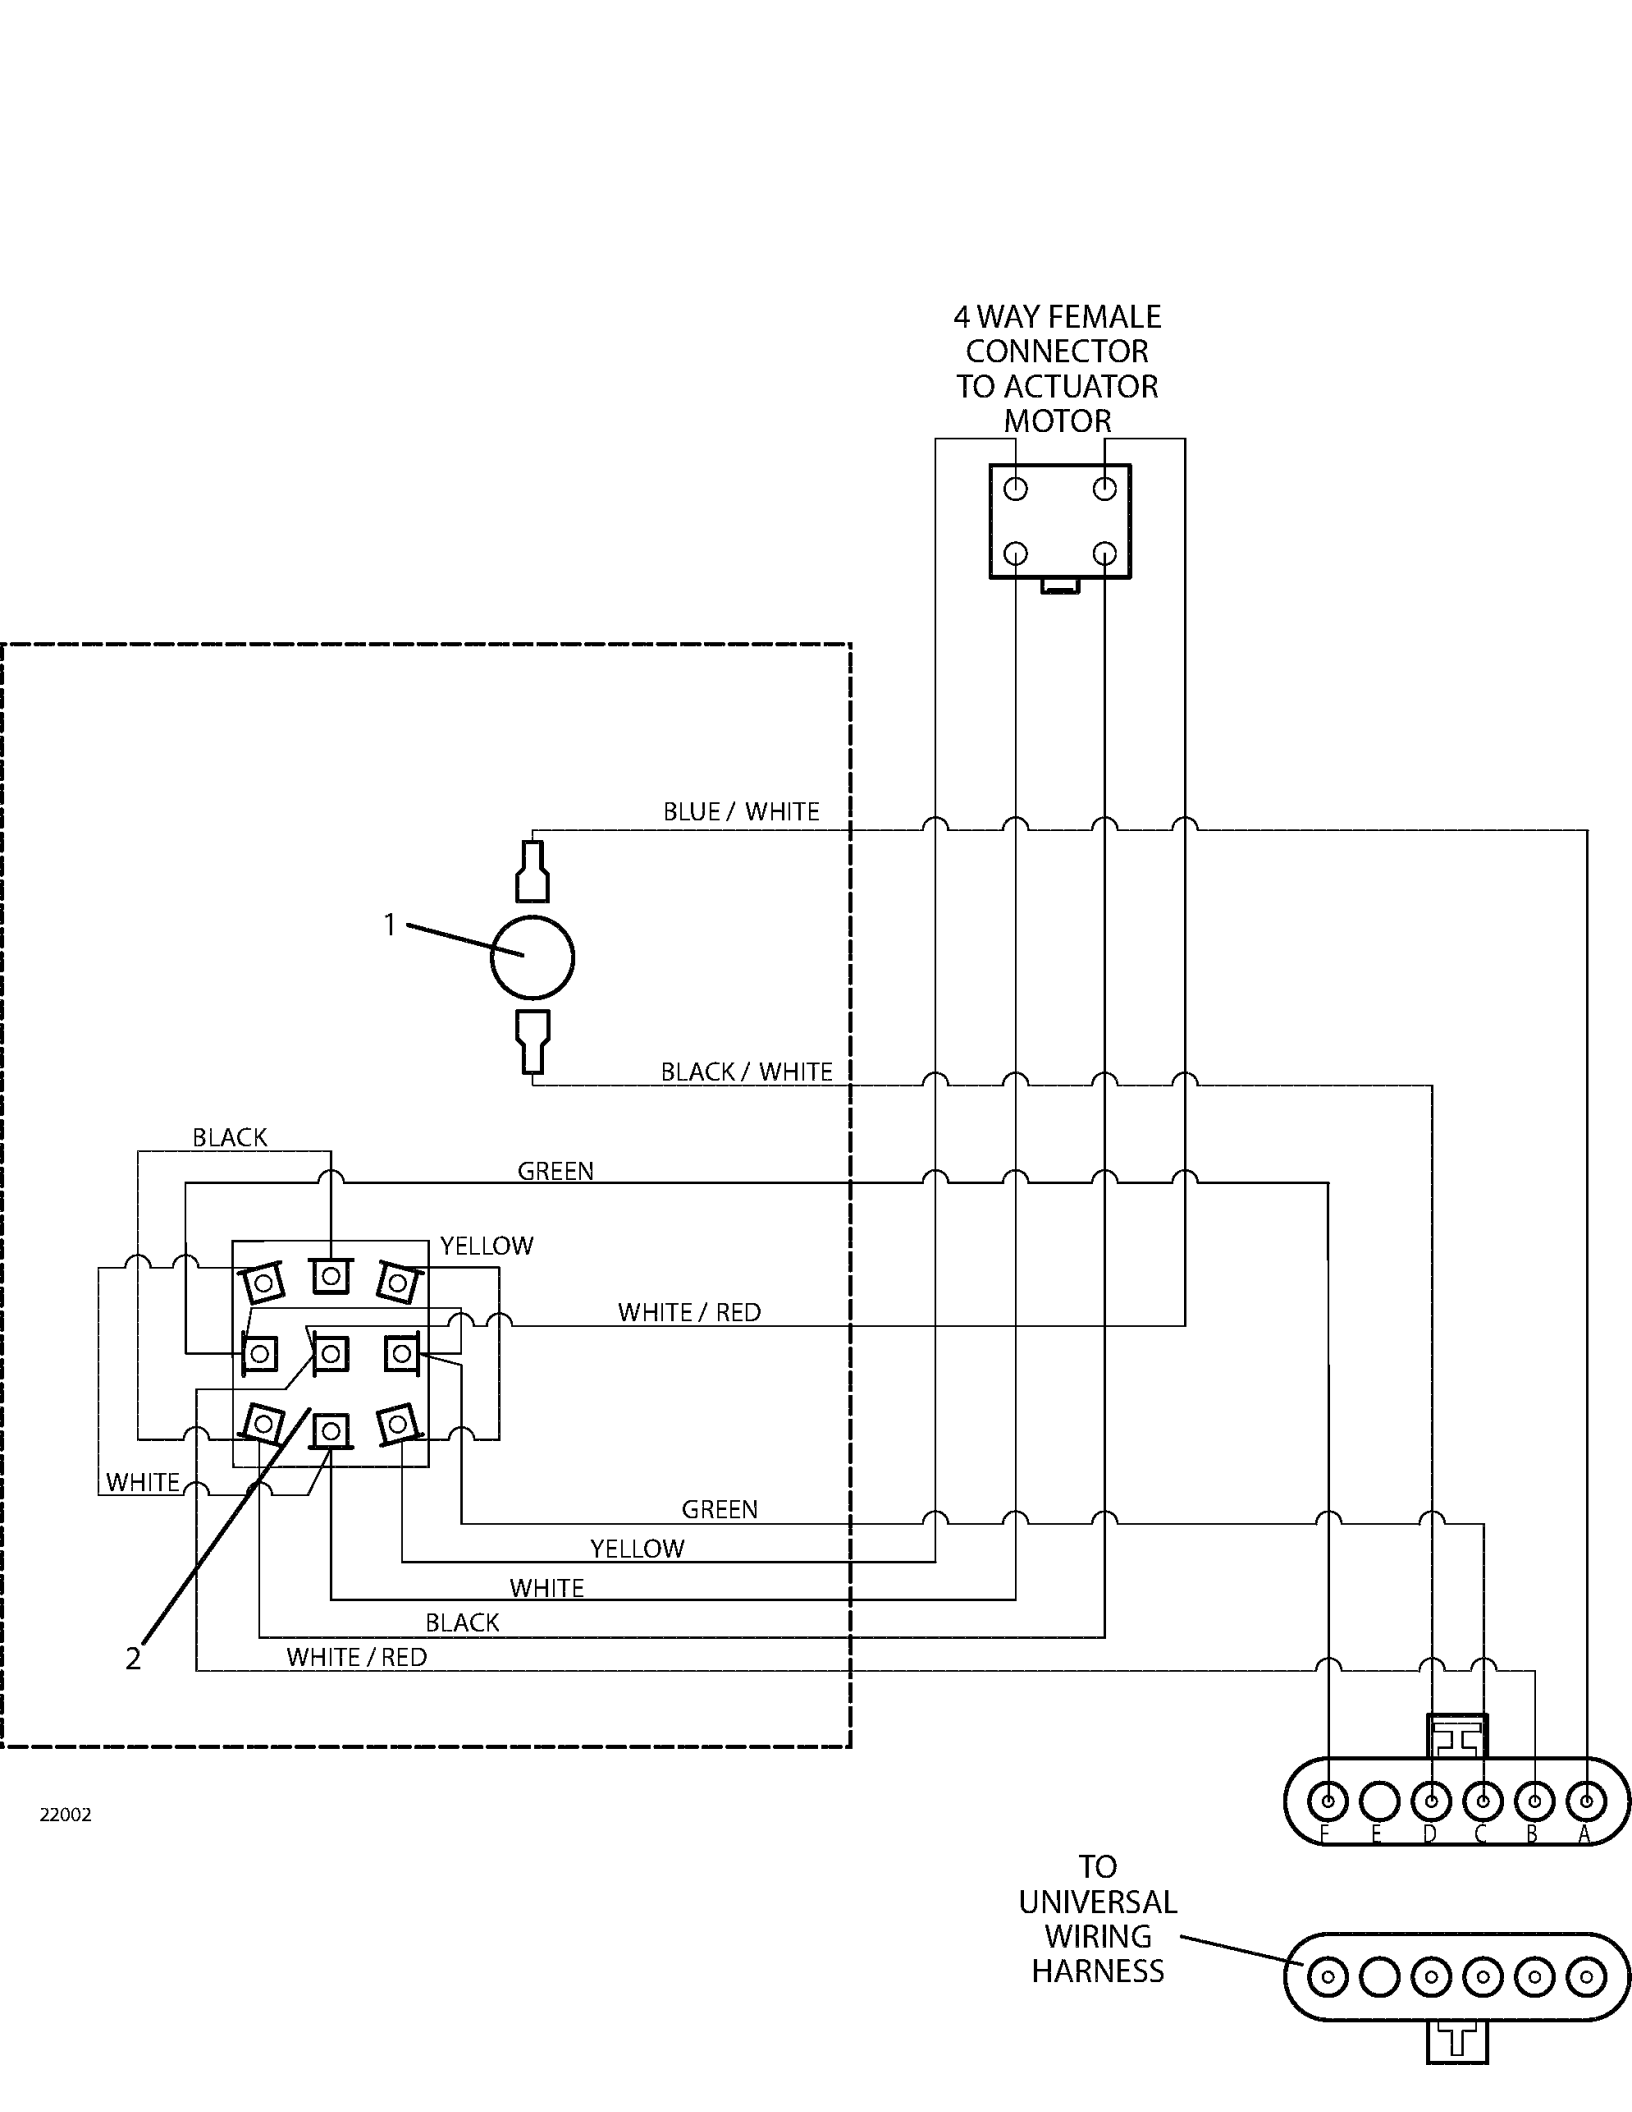 4 WAY FEMALE
CONNECTOR
TO ACTUATOR
MOTOR
BLUE / WHITE
1
BLACK / WHITE
BLACK
GREEN
YELLOW
WHITE / RED
WHITE
GREEN
YELLOW
WHITE
BLACK
2
WHITE / RED
22002
F E D C B A
TO
UNIVERSAL
WIRING
HARNESS